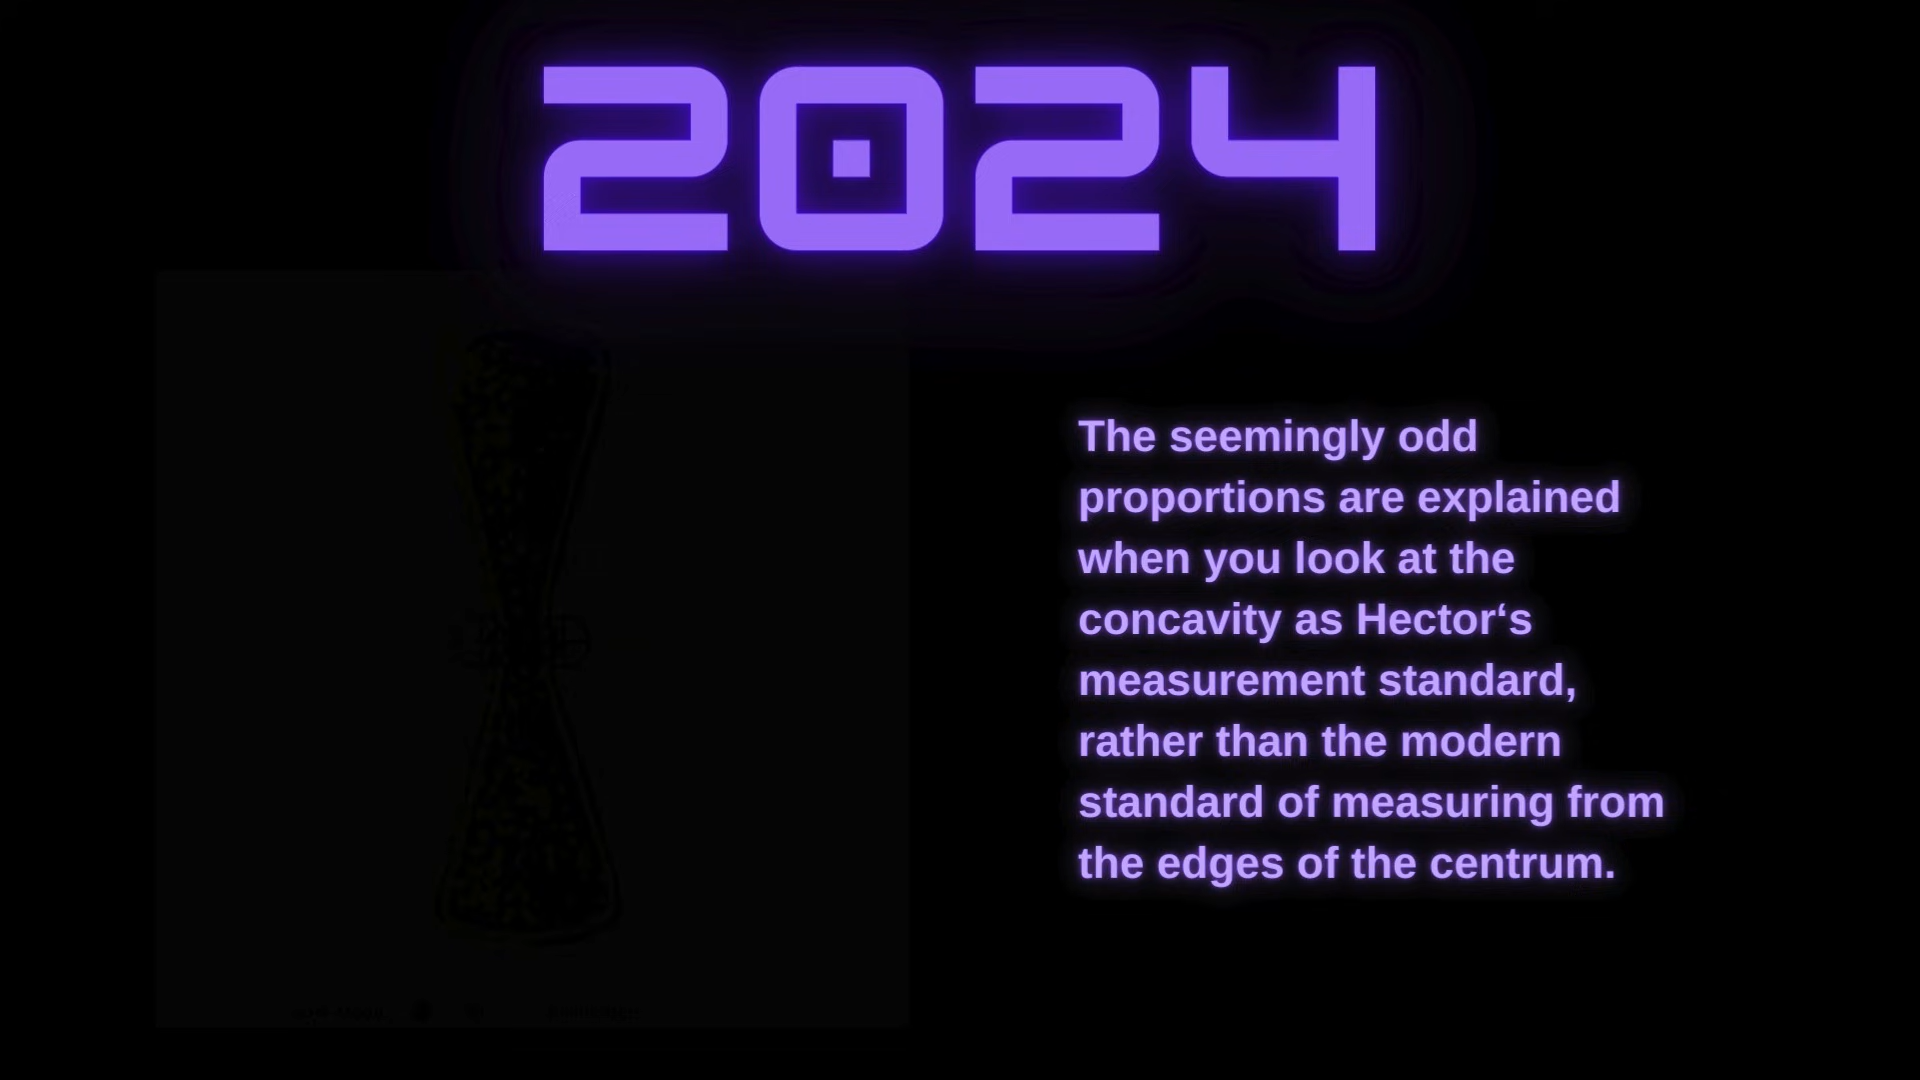 2024
The seemingly odd
proportions are explained
when you look at the
concavity as Hector‘s
measurement standard,
rather than the modern
standard of measuring from
the edges of the centrum.